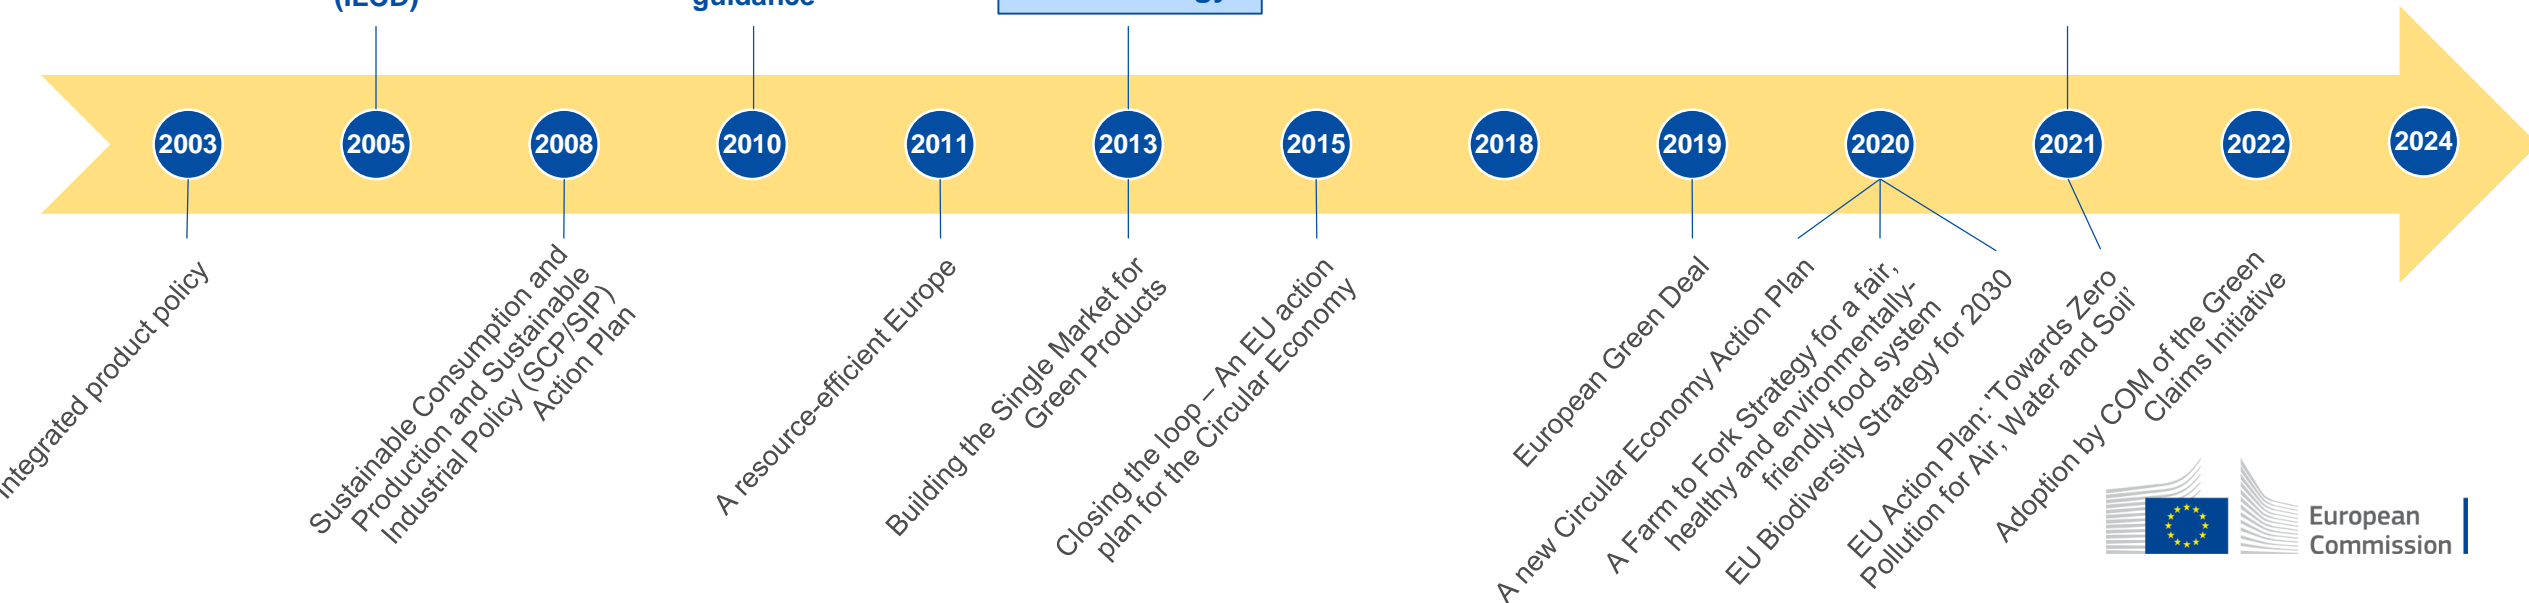 (ILCD)
guidance
2003
2005
2008
2010
2011
2013
2015
2018
2019
2020
2021
2022
2024
Integrated product policy
Sustainable Consumption and
Production and Sustainable
Industrial Policy (SCP/SIP)
Action Plan
A resource-efficient Europe
Building the Single Market for
Green Products
Closing the loop – An EU action
plan for the Circular Economy
European Green Deal
A new Circular Economy Action Plan
A Farm to Fork Strategy for a fair,
healthy and environmentally-
friendly food system
EU Biodiversity Strategy for 2030
EU Action Plan: 'Towards Zero
Pollution for Air, Water and Soil'
Adoption by COM of the Green
Claims Initiative
European
Commission